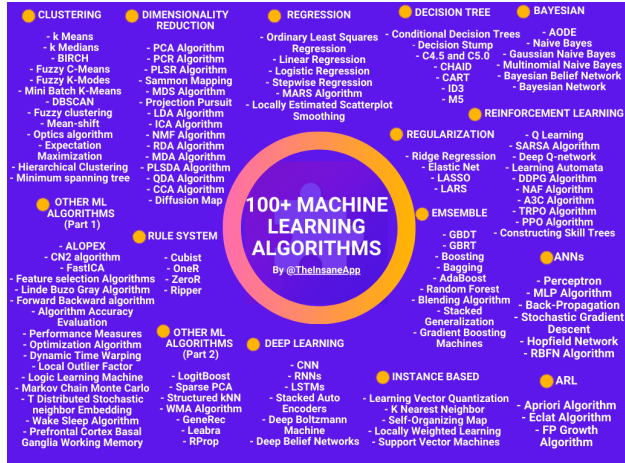 CLUSTERING
- k Means
- k Medians
- BIRCH
- Fuzzy C-Means
- Fuzzy K-Modes
- Mini Batch K-Means
- DBSCAN
- Fuzzy clustering
- Mean-shift
- Optics algorithm
- Expectation
Maximization
- Hierarchical Clustering
- Minimum spanning tree
DIMENSIONALITY
REDUCTION
- PCA Algorithm
- PCR Algorithm
- PLSR Algorithm
- Sammon Mapping
- MDS Algorithm
- Projection Pursuit
- LDA Algorithm
- ICA Algorithm
- NMF Algorithm
- RDA Algorithm
- MDA Algorithm
- PLSDA Algorithm
- QDA Algorithm
- CCA Algorithm
- Diffusion Map
REGRESSION
- Ordinary Least Squares
Regression
- Linear Regression
- Logistic Regression
- Stepwise Regression
- MARS Algorithm
- Locally Estimated Scatterplot
Smoothing
DECISION TREE
- Conditional Decision Trees
- Decision Stump
- C4.5 and C5.0
- CHAID
- CART
- ID3
- M5
BAYESIAN
- AODE
- Naive Bayes
- Gaussian Naive Bayes
- Multinomial Naive Bayes
- Bayesian Belief Network
- Bayesian Network
REGULARIZATION
- Ridge Regression
- Elastic Net
- LASSO
- LARS
REINFORCEMENT LEARNING
- Q Learning
- SARSA Algorithm
- Deep Q-network
- Learning Automata
- DDPG Algorithm
- NAF Algorithm
- A3C Algorithm
- TRPO Algorithm
- PPO Algorithm
- Constructing Skill Trees
100+ MACHINE
LEARNING
ALGORITHMS
By @TheInsaneApp
OTHER ML
ALGORITHMS
(Part 1)
- ALOPEX
- CN2 algorithm
- FastICA
- Feature selection Algorithms
- Linde Buzo Gray Algorithm
- Forward Backward algorithm
- Algorithm Accuracy
Evaluation
- Performance Measures
- Optimization Algorithm
- Dynamic Time Warping
- Local Outlier Factor
- Logic Learning Machine
- Markov Chain Monte Carlo
- T Distributed Stochastic
neighbor Embedding
- Wake Sleep Algorithm
- Prefrontal Cortex Basal
Ganglia Working Memory
RULE SYSTEM
- Cubist
- OneR
- ZeroR
- Ripper
EMSEMBLE
- GBDT
- GBRT
- Boosting
- Bagging
- AdaBoost
- Random Forest
- Blending Algorithm
- Stacked
Generalization
- Gradient Boosting
Machines
ANNs
- Perceptron
- MLP Algorithm
- Back-Propagation
- Stochastic Gradient
Descent
- Hopfield Network
- RBFN Algorithm
OTHER ML
ALGORITHMS
(Part 2)
- LogitBoost
- Sparse PCA
- Structured kNN
- WMA Algorithm
- GeneRec
- Leabra
- RProp
DEEP LEARNING
- CNN
- RNNs
- LSTMs
- Stacked Auto
Encoders
- Deep Boltzmann
Machine
- Deep Belief Networks
INSTANCE BASED
- Learning Vector Quantization
- K Nearest Neighbor
- Self-Organizing Map
- Locally Weighted Learning
- Support Vector Machines
ARL
- Apriori Algorithm
- Eclat Algorithm
- FP Growth
Algorithm